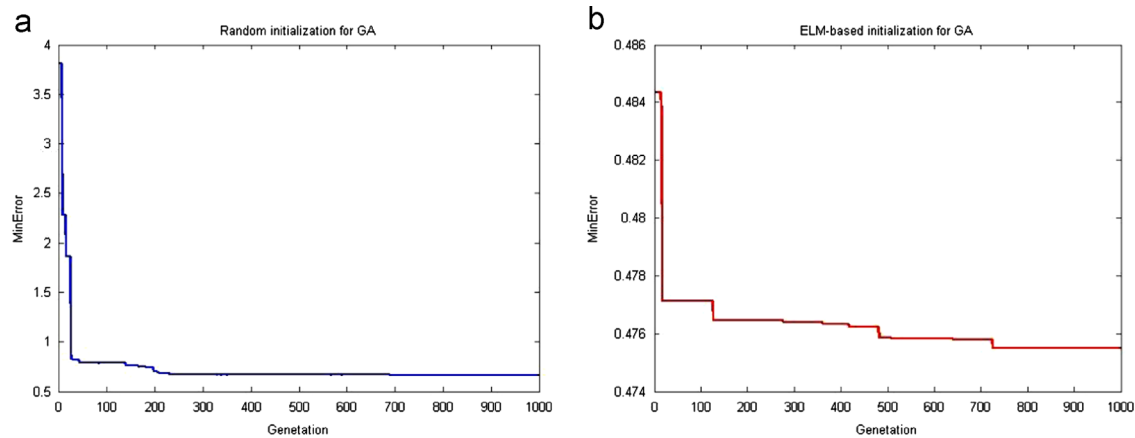 a
Random initialization for GA
4
3.5
3
2.5
2
1.5
1
0.5
MinError
0 100 200 300 400 500 600 700 800 900 1000
Genetation
b
ELM-based initialization for GA
0.486
0.484
0.482
0.48
0.478
0.476
0.474
MinError
0 100 200 300 400 500 600 700 800 900 1000
Genetation